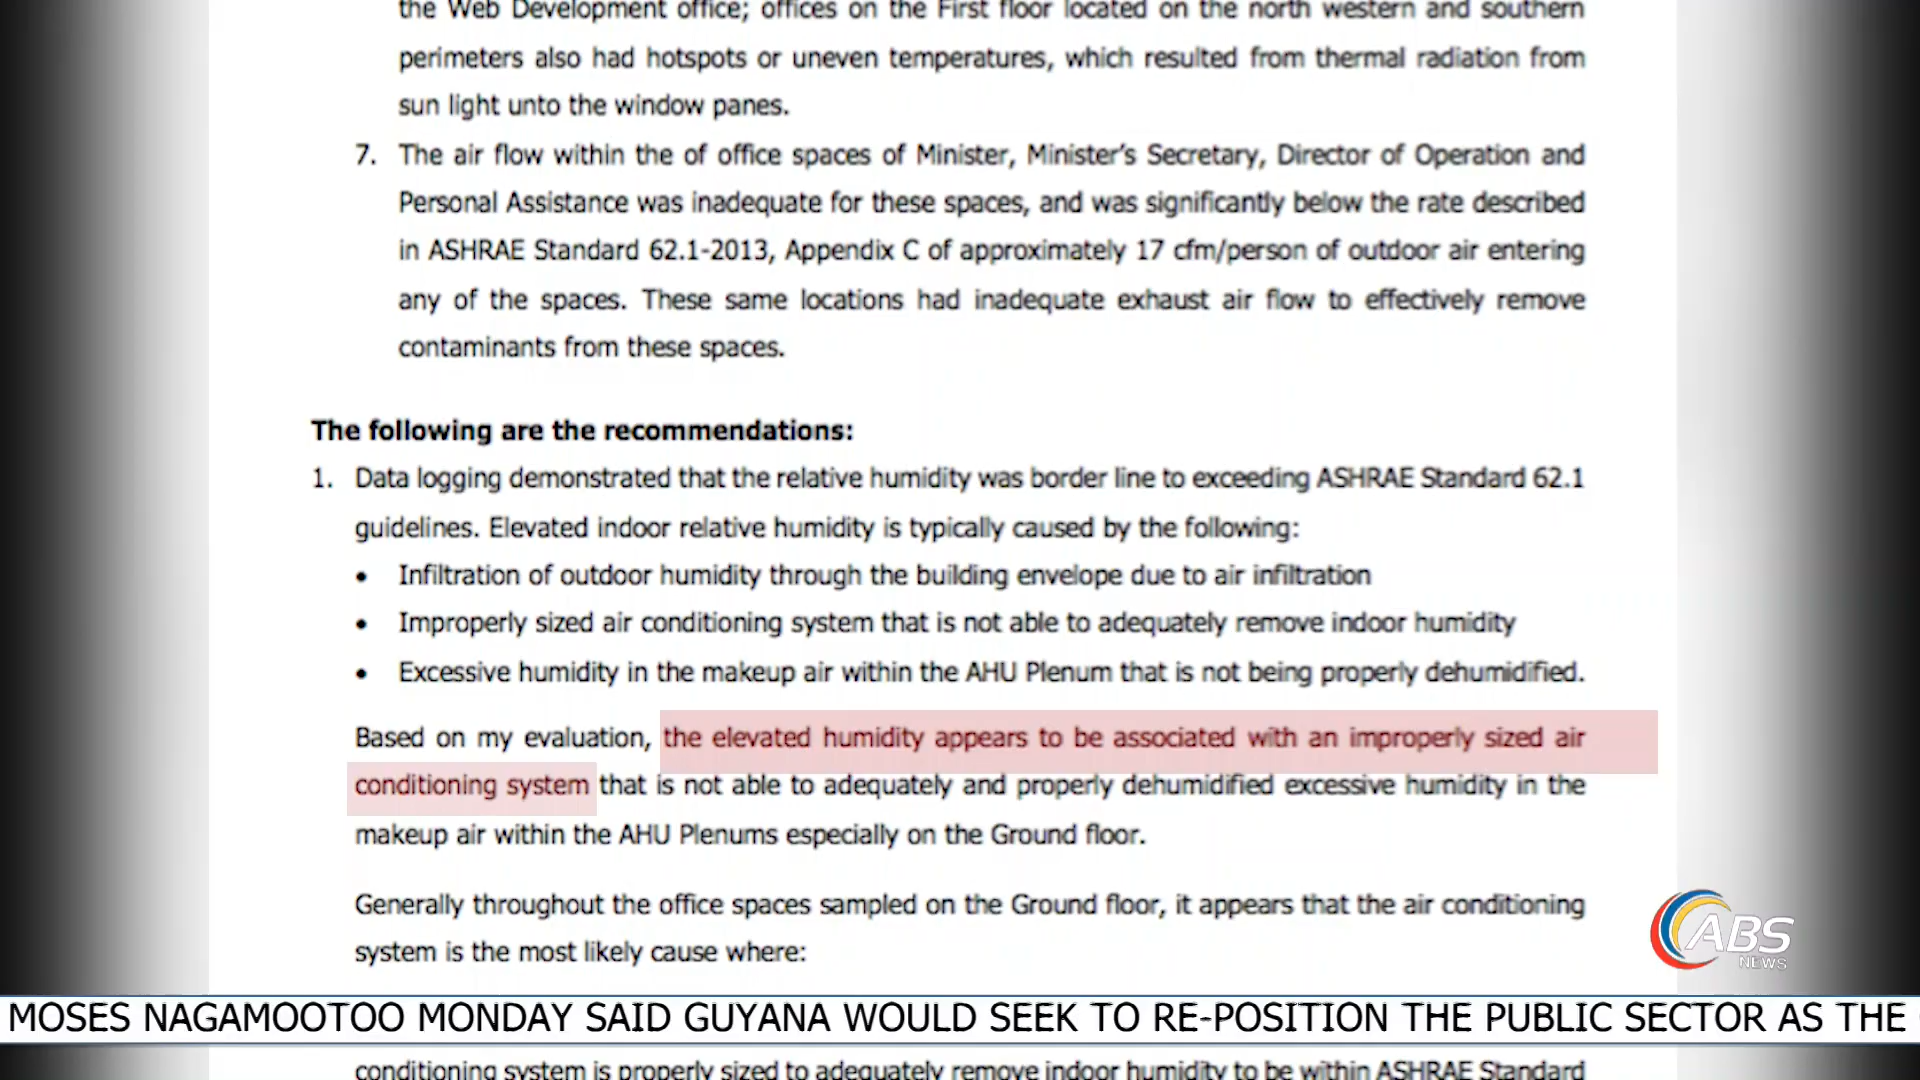 the Web Development office; offices on the First floor located on the north western and southern
perimeters also had hotspots or uneven temperatures, which resulted from thermal radiation from
sun light unto the window panes.
7. The air flow within the of office spaces of Minister, Minister's Secretary, Director of Operation and
Personal Assistance was inadequate for these spaces, and was significantly below the rate described
in ASHRAE Standard 62.1-2013, Appendix C of approximately 17 cfm/person of outdoor air entering
any of the spaces. These same locations had inadequate exhaust air flow to effectively remove
contaminants from these spaces.
The following are the recommendations:
1. Data logging demonstrated that the relative humidity was border line to exceeding ASHRAE Standard 62.1
guidelines. Elevated indoor relative humidity is typically caused by the following:
• Infiltration of outdoor humidity through the building envelope due to air infiltration
• Improperly sized air conditioning system that is not able to adequately remove indoor humidity
• Excessive humidity in the makeup air within the AHU Plenum that is not being properly dehumidified.
Based on my evaluation, the elevated humidity appears to be associated with an improperly sized air
conditioning system that is not able to adequately and properly dehumidified excessive humidity in the
makeup air within the AHU Plenums especially on the Ground floor.
Generally throughout the office spaces sampled on the Ground floor, it appears that the air conditioning
system is the most likely cause where:
ABS
NEWS
MOSES NAGAMOOTOO MONDAY SAID GUYANA WOULD SEEK TO RE-POSITION THE PUBLIC SECTOR AS THE
conditioning system is properly sized to adequately remove indoor humidity to be within ASHRAE Standard